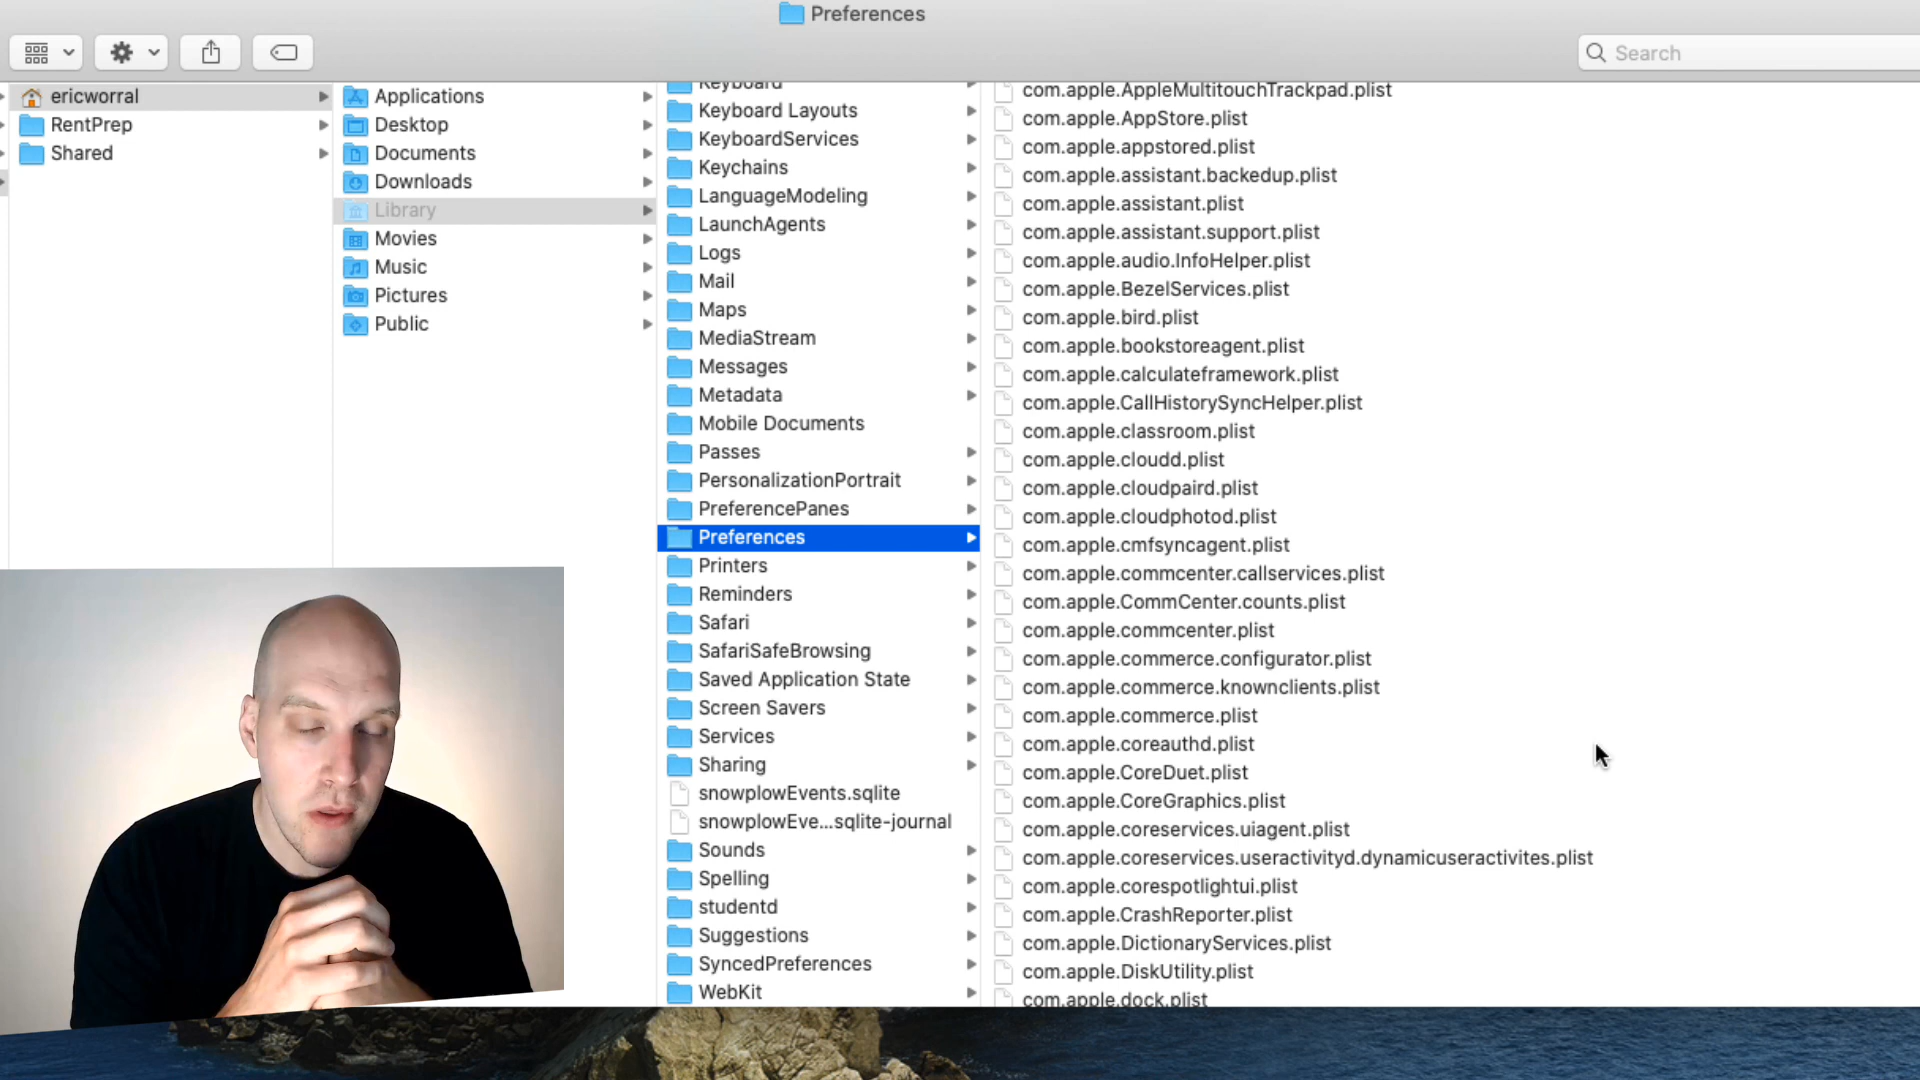 Preferences
Search
ericworral
RentPrep
Shared
Applications
Desktop
Documents
Downloads
Library
Movies
Music
Pictures
Public
Keyboard
Keyboard Layouts
KeyboardServices
Keychains
LanguageModeling
LaunchAgents
Logs
Mail
Maps
MediaStream
Messages
Metadata
Mobile Documents
Passes
PersonalizationPortrait
PreferencePanes
Preferences
Printers
Reminders
Safari
SafariSafeBrowsing
Saved Application State
Screen Savers
Services
Sharing
snowplowEvents.sqlite
snowplowEve...sqlite-journal
Sounds
Spelling
studentd
Suggestions
SyncedPreferences
WebKit
com.apple.AppleMultitouchTrackpad.plist
com.apple.AppStore.plist
com.apple.appstored.plist
com.apple.assistant.backedup.plist
com.apple.assistant.plist
com.apple.assistant.support.plist
com.apple.audio.InfoHelper.plist
com.apple.BezelServices.plist
com.apple.bird.plist
com.apple.bookstoreagent.plist
com.apple.calculateframework.plist
com.apple.CallHistorySyncHelper.plist
com.apple.classroom.plist
com.apple.cloudd.plist
com.apple.cloudpaird.plist
com.apple.cloudphotod.plist
com.apple.cmfsyncagent.plist
com.apple.commcenter.callservices.plist
com.apple.CommCenter.counts.plist
com.apple.commcenter.plist
com.apple.commerce.configurator.plist
com.apple.commerce.knownclients.plist
com.apple.commerce.plist
com.apple.coreauthd.plist
com.apple.CoreDuet.plist
com.apple.CoreGraphics.plist
com.apple.coreservices.uiagent.plist
com.apple.coreservices.useractivityd.dynamicuseractivites.plist
com.apple.corespotlightui.plist
com.apple.CrashReporter.plist
com.apple.DictionaryServices.plist
com.apple.DiskUtility.plist
com.apple.dock.plist